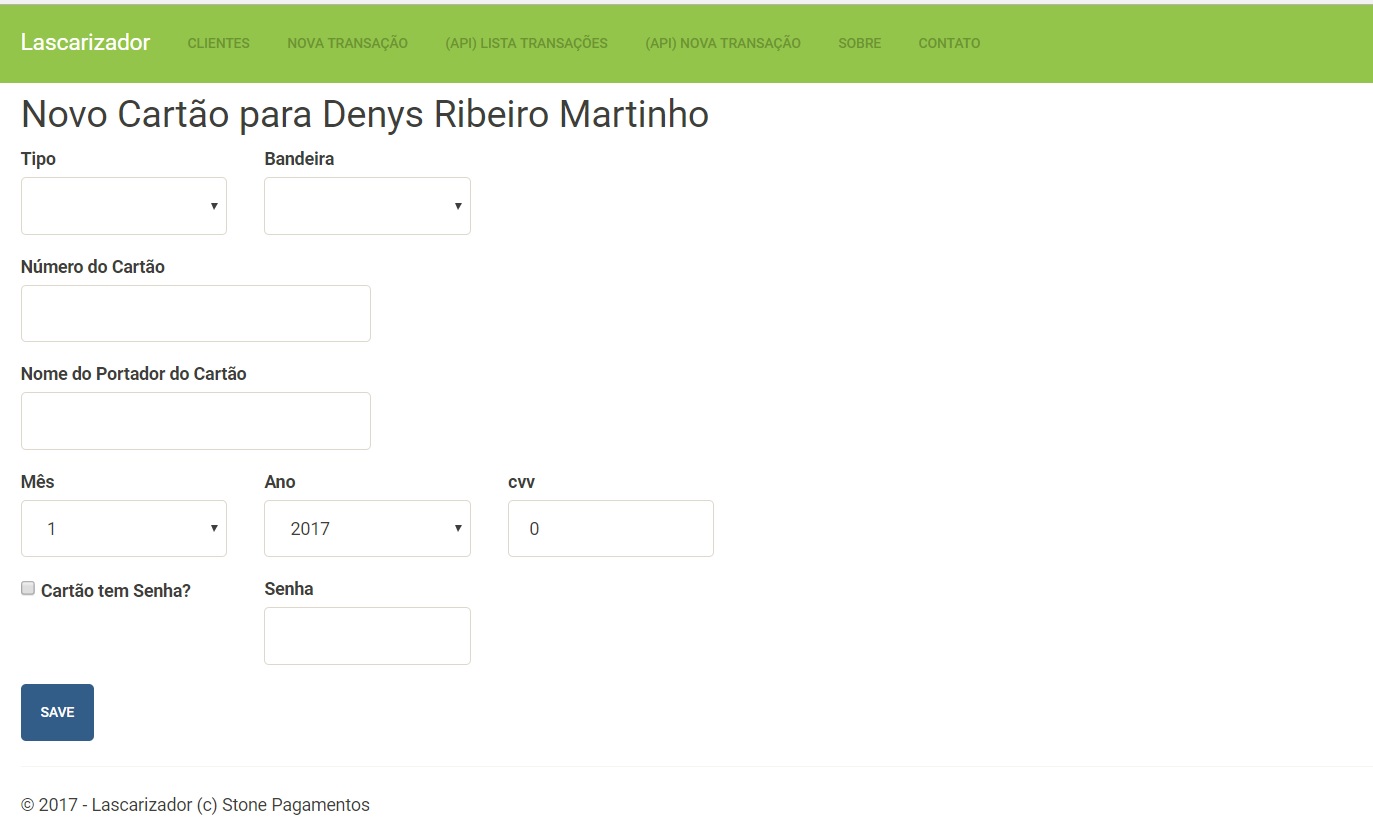 Lascarizador CLIENTES NOVA TRANSAÇÃO (API) LISTA TRANSAÇÕES (API) NOVA TRANSAÇÃO SOBRE CONTATO
Novo Cartão para Denys Ribeiro Martinho
Tipo Bandeira
Número do Cartão
Nome do Portador do Cartão
Mês Ano cvv
1 2017 0
Cartão tem Senha? Senha
SAVE
© 2017 - Lascarizador (c) Stone Pagamentos